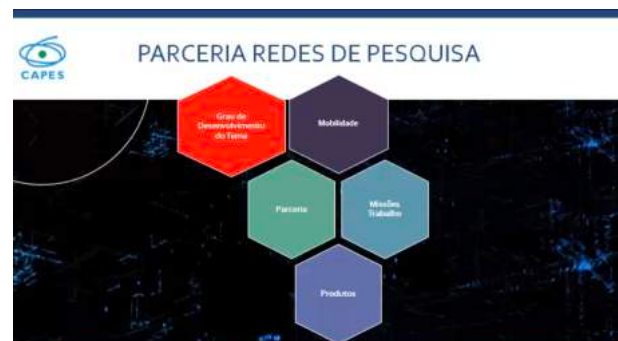 CAPES
PARCERIA REDES DE PESQUISA
Grau de
Desenvolvimento
do Tema
Mobilidade
Parceria
Missões
Trabalho
Produtos